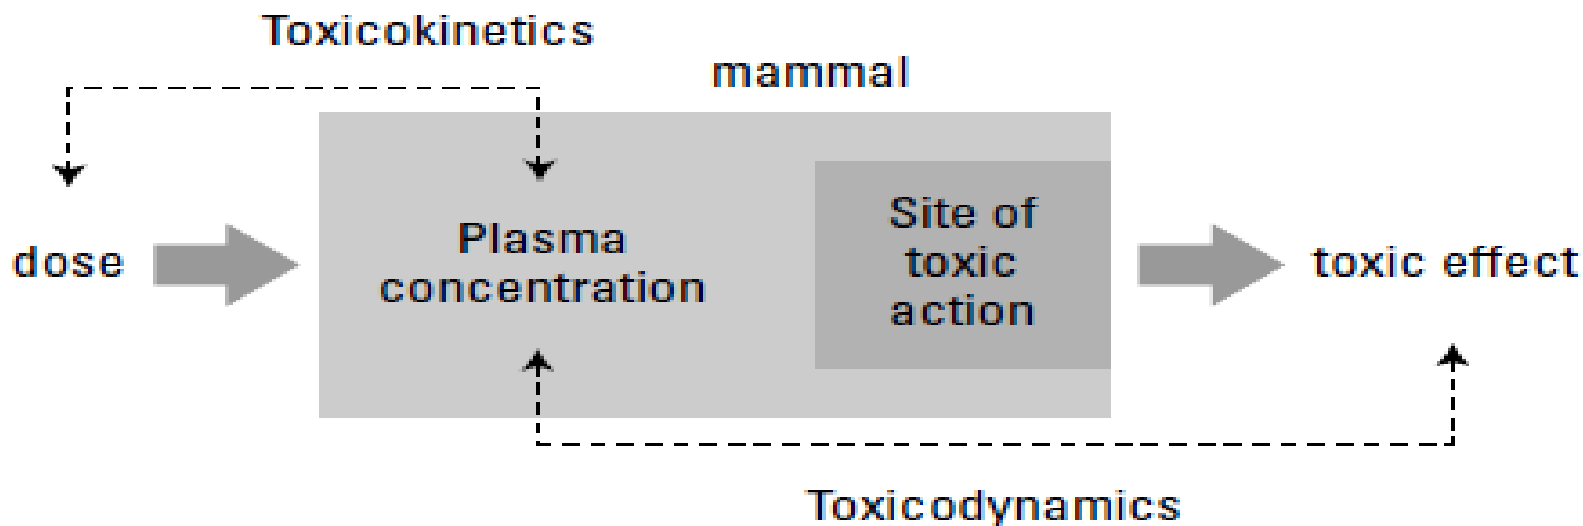 Toxicokinetics
mammal
dose
Plasma
concentration
Site of
toxic
action
toxic effect
Toxicodynamics